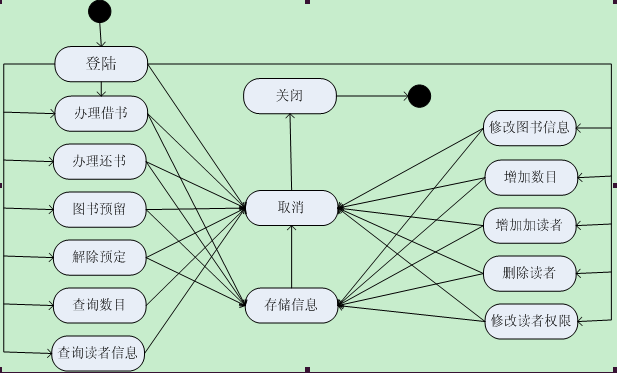 登陆
关闭
办理借书
修改图书信息
办理还书
增加数目
图书预留
取消
增加加读者
解除预定
删除读者
查询数目
存储信息
修改读者权限
查询读者信息